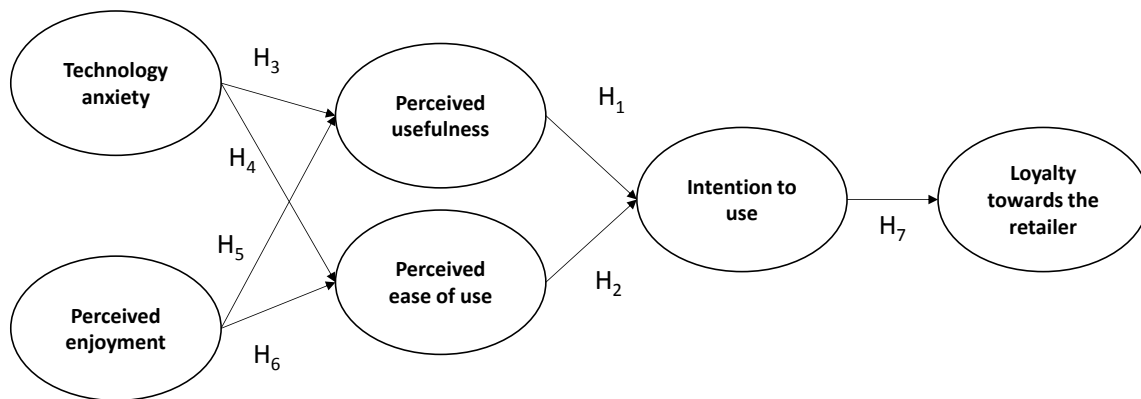 Technology
anxiety
H₃
Perceived
usefulness
H₁
H₄
Intention to
use
Loyalty
towards the
retailer
H₇
H₅
Perceived
ease of use
H₂
Perceived
enjoyment
H₆